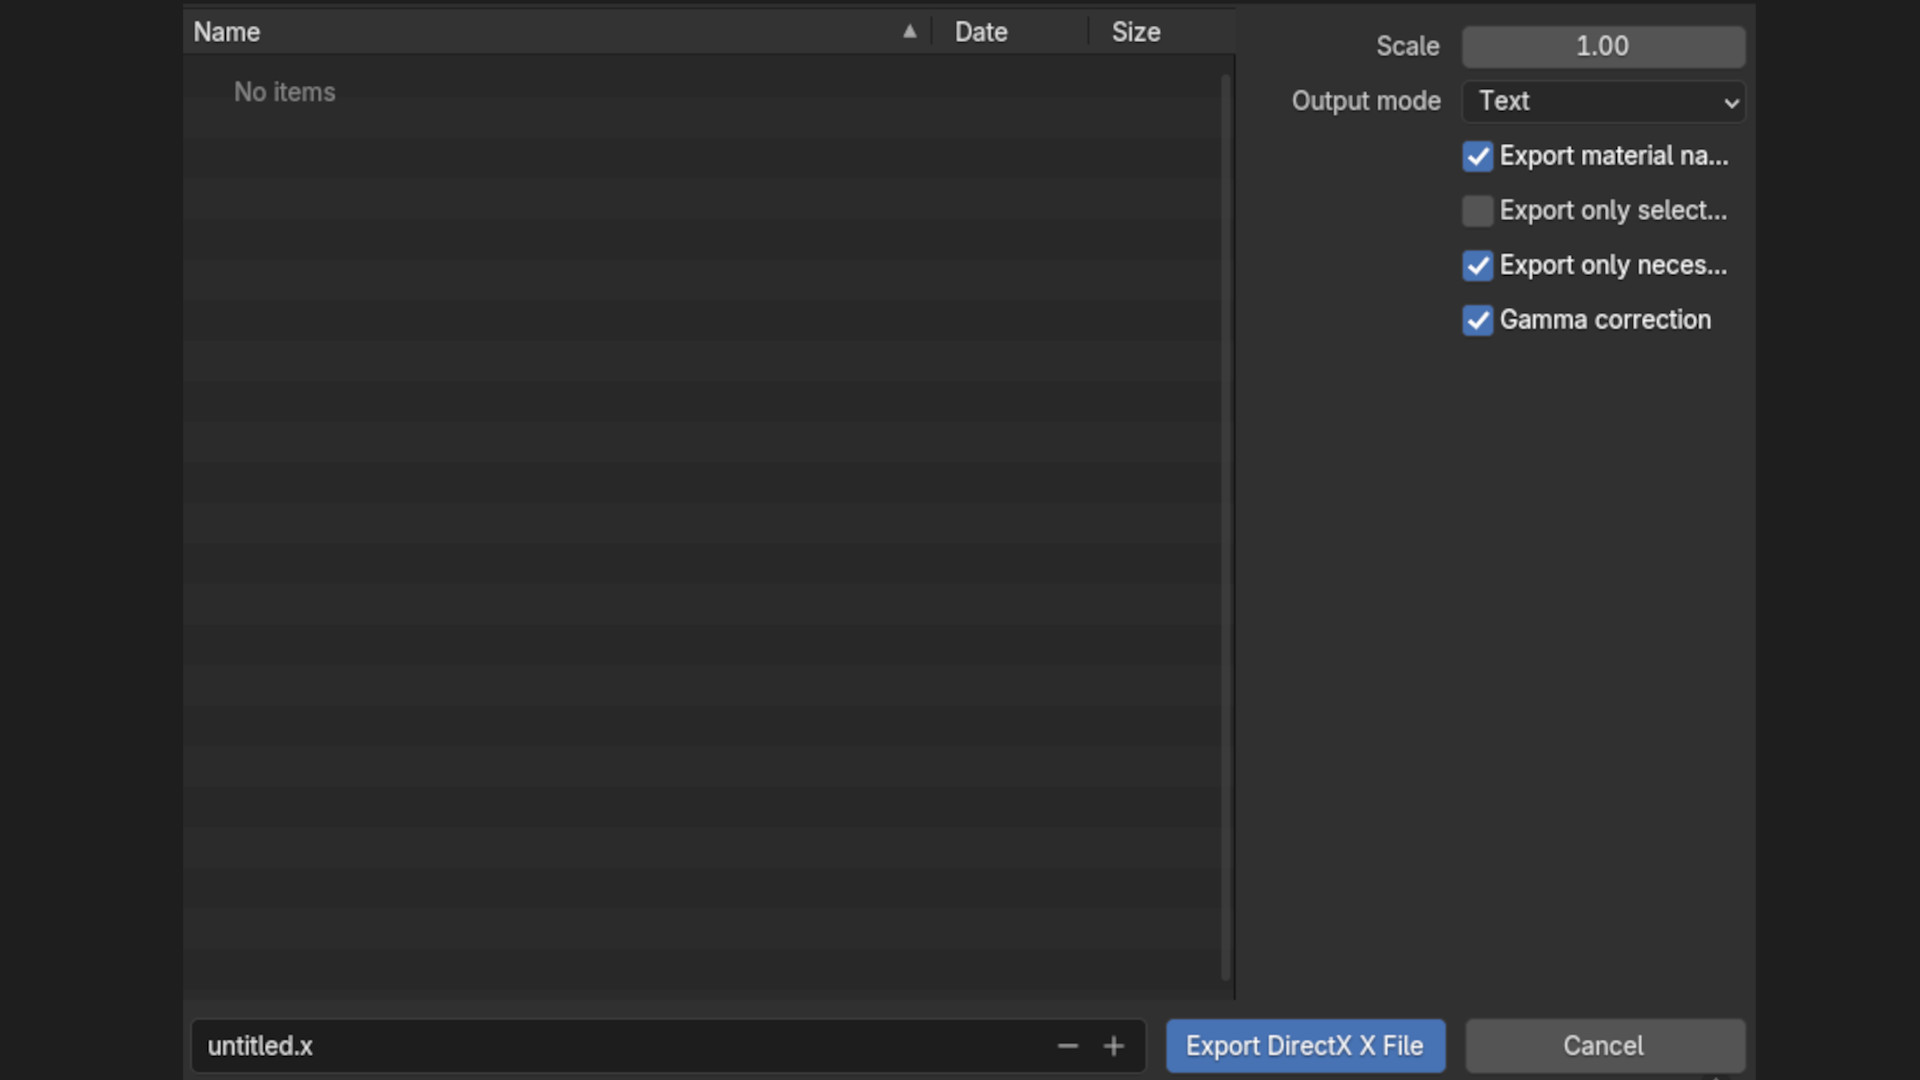 Name ▲ Date Size
No items
Scale 1.00
Output mode Text
Export material na...
Export only select...
Export only neces...
Gamma correction
untitled.x − +
Export DirectX X File
Cancel